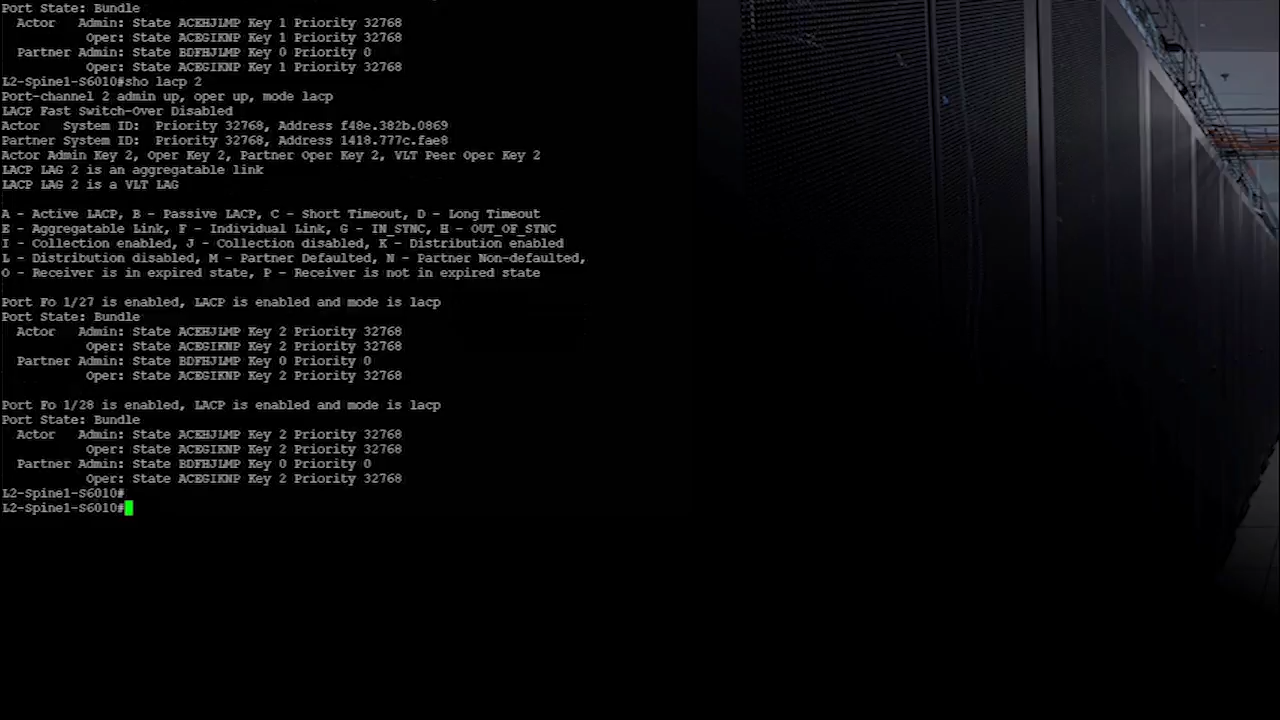 Port State: Bundle
Actor Admin: State ACEHJLMP Key 1 Priority 32768
Oper: State ACEGIKNP Key 1 Priority 32768
Partner Admin: State BDFHJLMP Key 0 Priority 0
Oper: State ACEGIKNP Key 1 Priority 32768
L2-Spine1-S6010#sho lacp 2
Port-channel 2 admin up, oper up, mode lacp
LACP Fast Switch-Over Disabled
Actor System ID: Priority 32768, Address f48e.382b.0869
Partner System ID: Priority 32768, Address 1418.777c.fae8
Actor Admin Key 2, Oper Key 2, Partner Oper Key 2, VLT Peer Oper Key 2
LACP LAG 2 is an aggregatable link
LACP LAG 2 is a VLT LAG
A - Active LACP, B - Passive LACP, C - Short Timeout, D - Long Timeout
E - Aggregatable Link, F - Individual Link, G - IN_SYNC, H - OUT_OF_SYNC
I - Collection enabled, J - Collection disabled, K - Distribution enabled
L - Distribution disabled, M - Partner Defaulted, N - Partner Non-defaulted,
O - Receiver is in expired state, P - Receiver is not in expired state
Port Fo 1/27 is enabled, LACP is enabled and mode is lacp
Port State: Bundle
Actor Admin: State ACEHJLMP Key 2 Priority 32768
Oper: State ACEGIKNP Key 2 Priority 32768
Partner Admin: State BDFHJLMP Key 0 Priority 0
Oper: State ACEGIKNP Key 2 Priority 32768
Port Fo 1/28 is enabled, LACP is enabled and mode is lacp
Port State: Bundle
Actor Admin: State ACEHJLMP Key 2 Priority 32768
Oper: State ACEGIKNP Key 2 Priority 32768
Partner Admin: State BDFHJLMP Key 0 Priority 0
Oper: State ACEGIKNP Key 2 Priority 32768
L2-Spine1-S6010#
L2-Spine1-S6010#